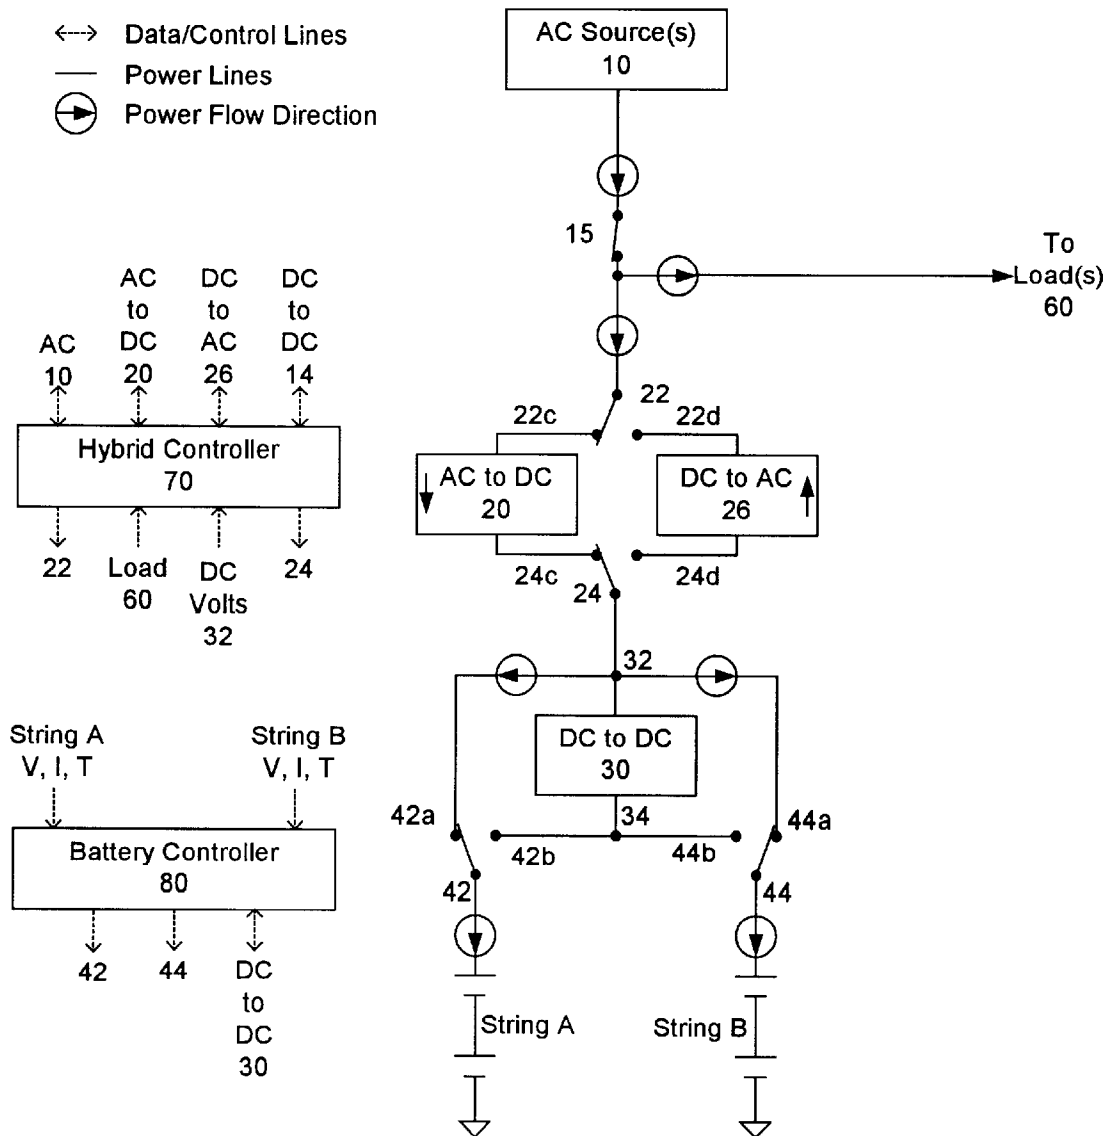 Data/Control Lines
Power Lines
Power Flow Direction
AC Source(s)
10
15
To
Load(s)
60
AC
10
AC
to
DC
20
DC
to
AC
26
DC
to
DC
14
Hybrid Controller
70
22
Load
60
DC
Volts
32
24
22
22c
22d
AC to DC
20
DC to AC
26
24c
24d
24
32
DC to DC
30
34
42a
42b
44b
44a
42
44
String A
V, I, T
String B
V, I, T
Battery Controller
80
42
44
DC
to
DC
30
String A
String B